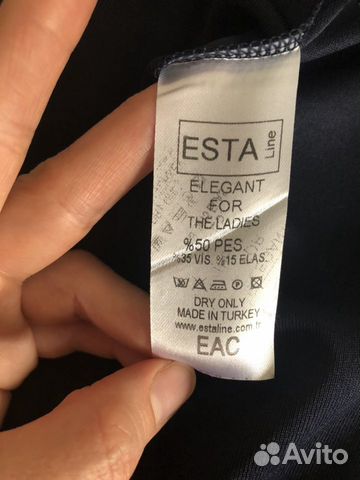 ESTA Line
ELEGANT
FOR
THE LADIES
%50 PES.
%35 VİS. %15 ELAS.
DRY ONLY
MADE IN TURKEY
www.estaline.com.tr
EAC
Avito